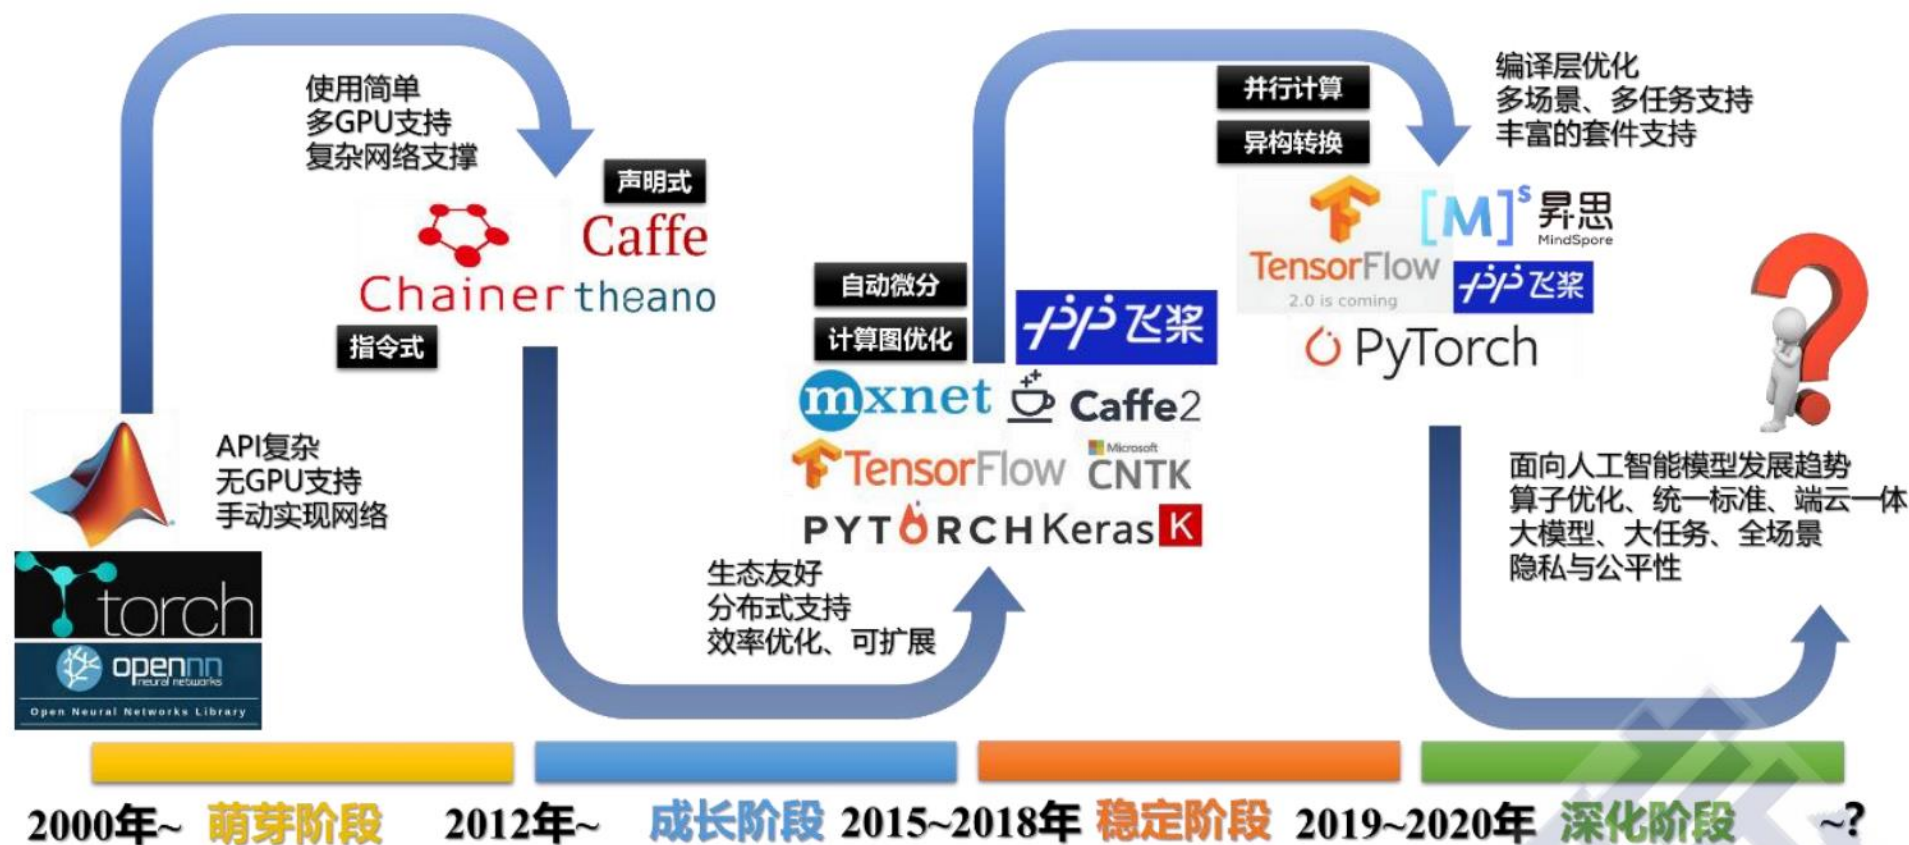 使用简单
多GPU支持
复杂网络支撑
声明式
Caffe
Chainer
theano
指令式
API复杂
无GPU支持
手动实现网络
torch
opennn
neural networks
Open Neural Networks Library
自动微分
计算图优化
飞桨
mxnet
Caffe2
TensorFlow
Microsoft
CNTK
PYTORCH
Keras K
生态友好
分布式支持
效率优化、可扩展
并行计算
异构转换
编译层优化
多场景、多任务支持
丰富的套件支持
TensorFlow
2.0 is coming
[M]s 昇思
MindSpore
飞桨
PyTorch
?
面向人工智能模型发展趋势
算子优化、统一标准、端云一体
大模型、大任务、全场景
隐私与公平性
2000年~ 萌芽阶段 2012年~ 成长阶段 2015~2018年 稳定阶段 2019~2020年 深化阶段 ~?